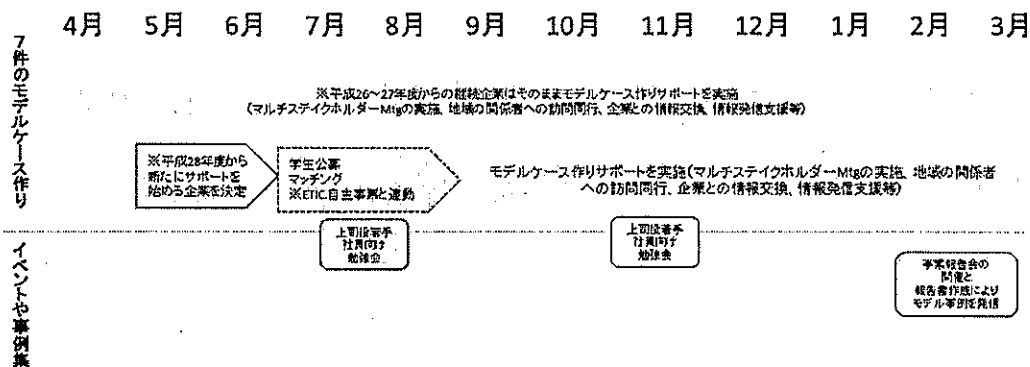 4月 5月 6月 7月 8月 9月 10月 11月 12月 1月 2月 3月
7件のモデルケース作り
※平成26～27年度からの継続企業はそのままモデルケース作りサポートを実施
(マルチステイクホルダーMtgの実施、地域の関係者への訪問同行、企業との情報交換、情報発信支援等)
※平成28年度から
新たにサポートを
始める企業を決定
学生公募
マッチング
※ETIC自主事業と連動
モデルケース作りサポートを実施(マルチステイクホルダーMtgの実施、地域の関係者
への訪問同行、企業との情報交換、情報発信支援等)
イベントや事例集
上司役若手
社員向け
勉強会
上司役若手
社員向け
勉強会
事業報告会の
開催と
報告書作成により
モデル事例を発信